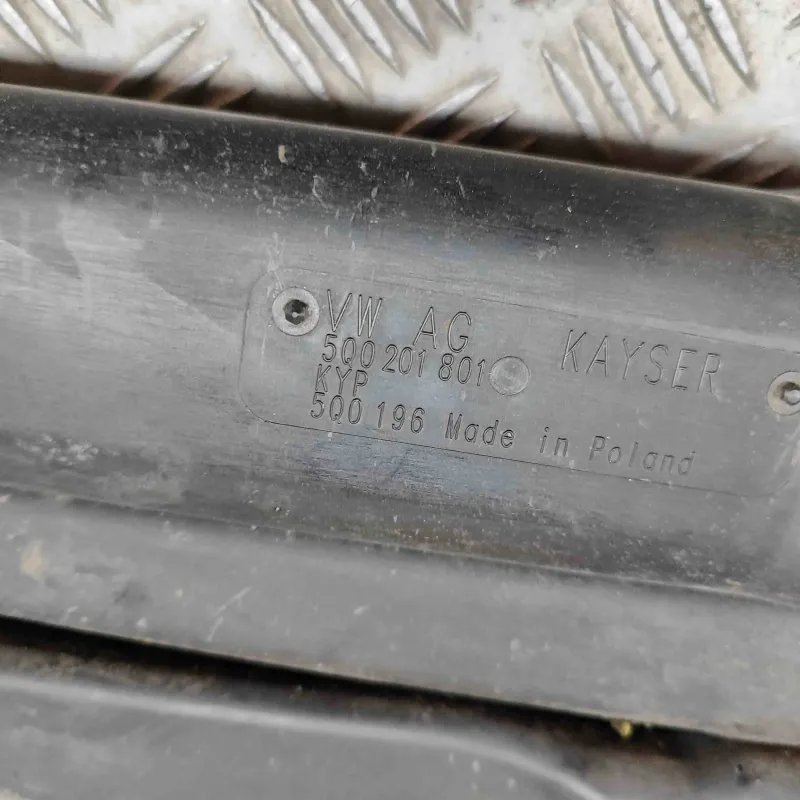 VW AG KAYSER
5Q0 201 801
KYP
5Q0 196 Made in Poland